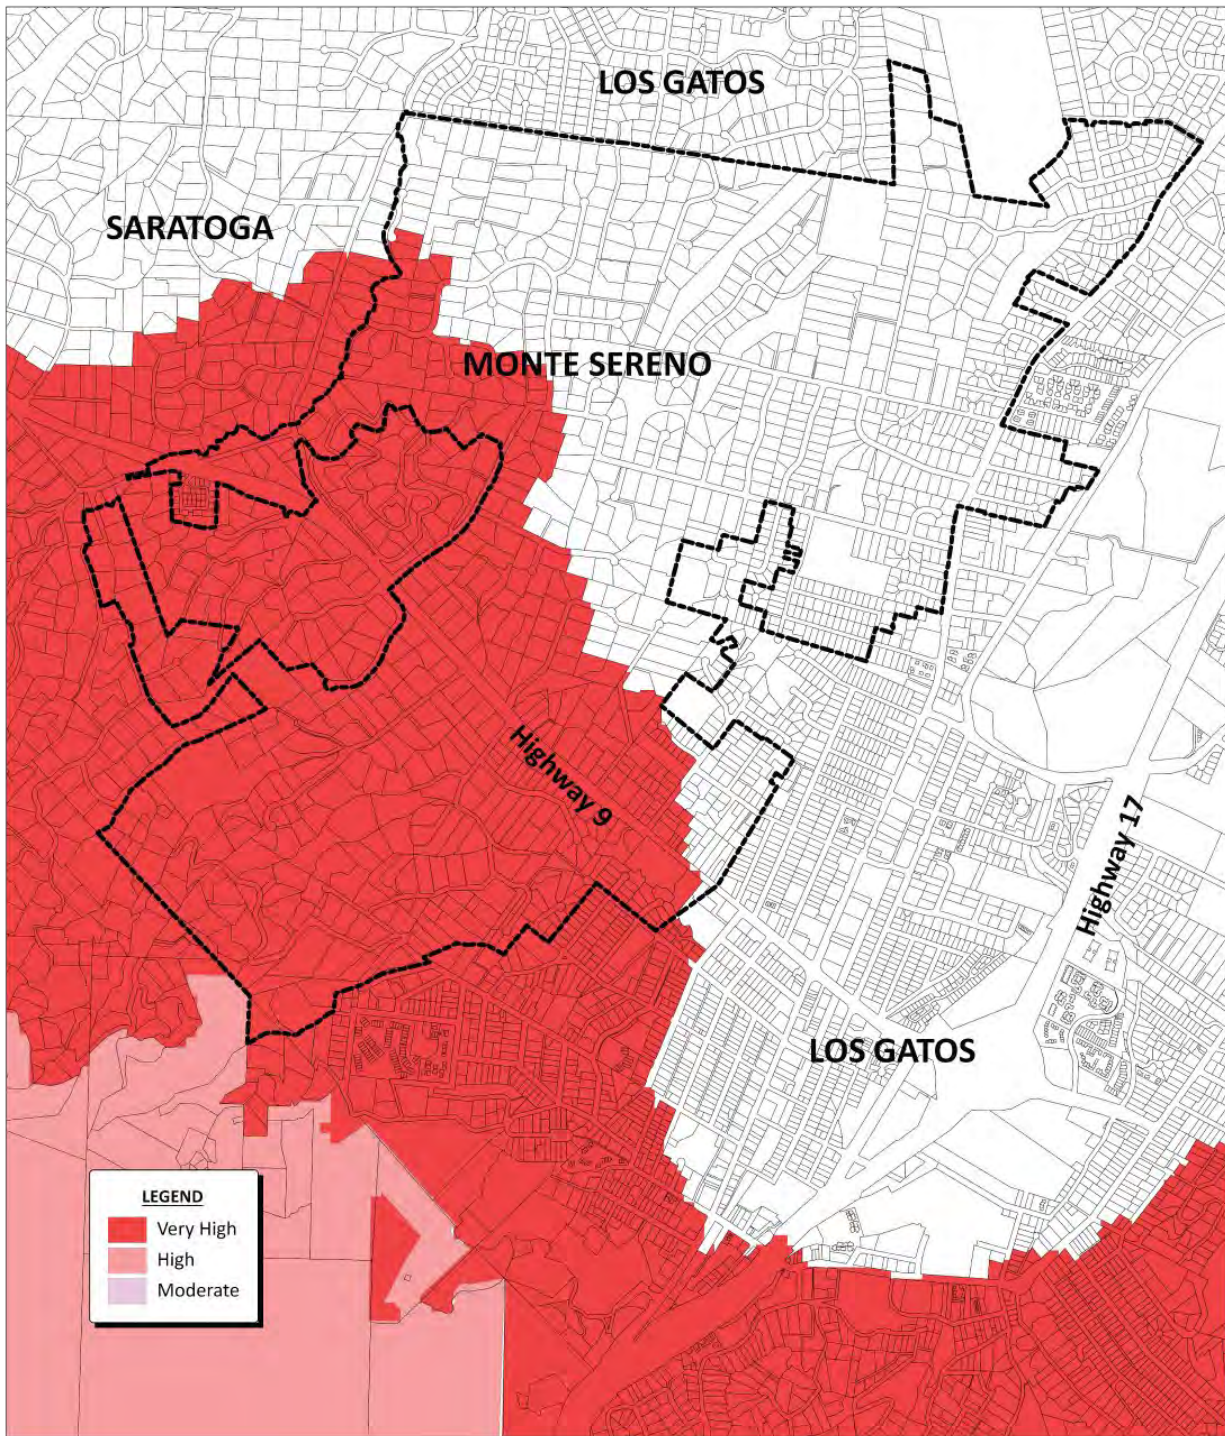 LOS GATOS
SARATOGA
MONTE SERENO
Highway 9
Highway 17
LOS GATOS
LEGEND
Very High
High
Moderate